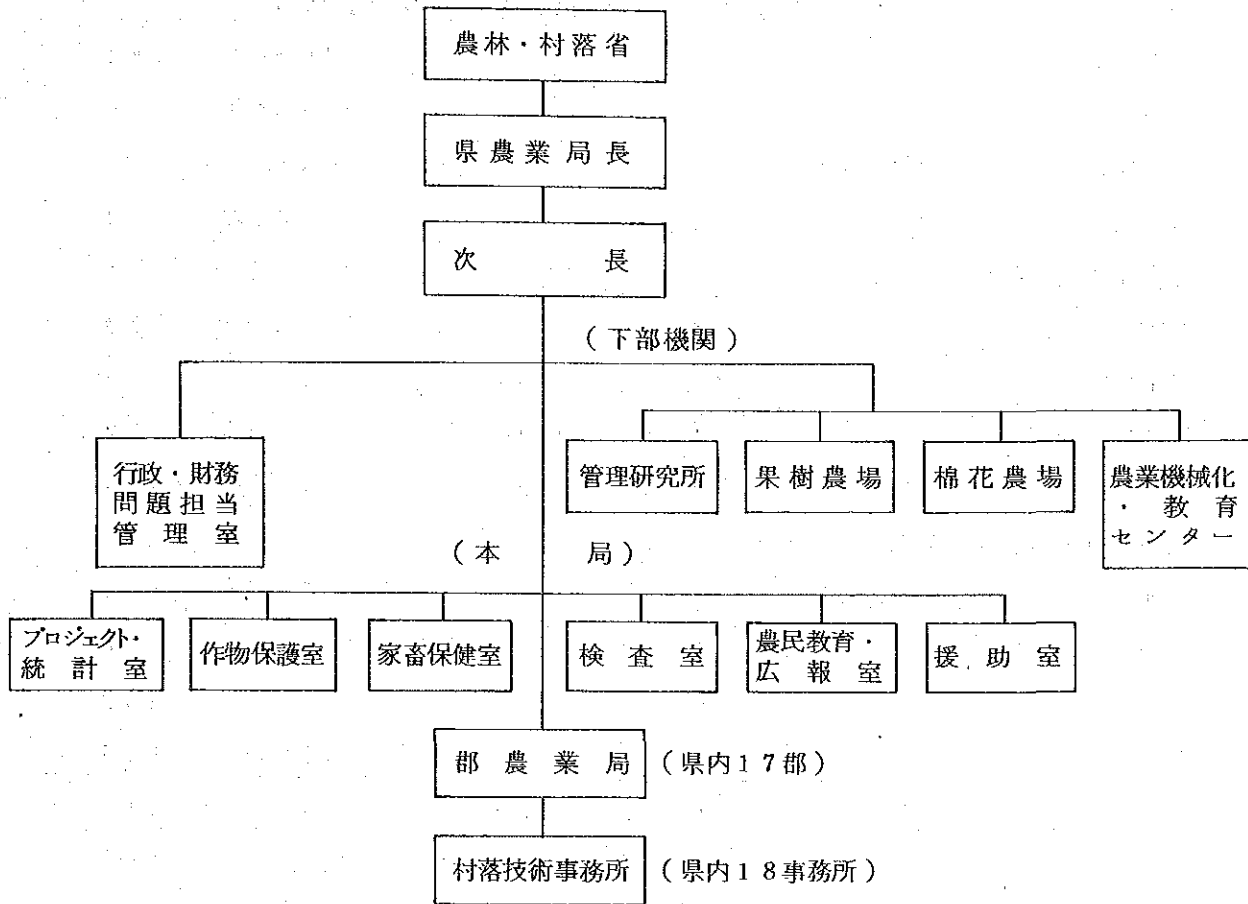 農林・村落省
県農業局長
次長
(下部機関)
行政・財務
問題担当
管理室
管理研究所
果樹農場
棉花農場
農業機械化
・教育
センター
(本局)
プロジェクト・
統計室
作物保護室
家畜保健室
検査室
農民教育・
広報室
援助室
郡農業局
(県内17郡)
村落技術事務所
(県内18事務所)